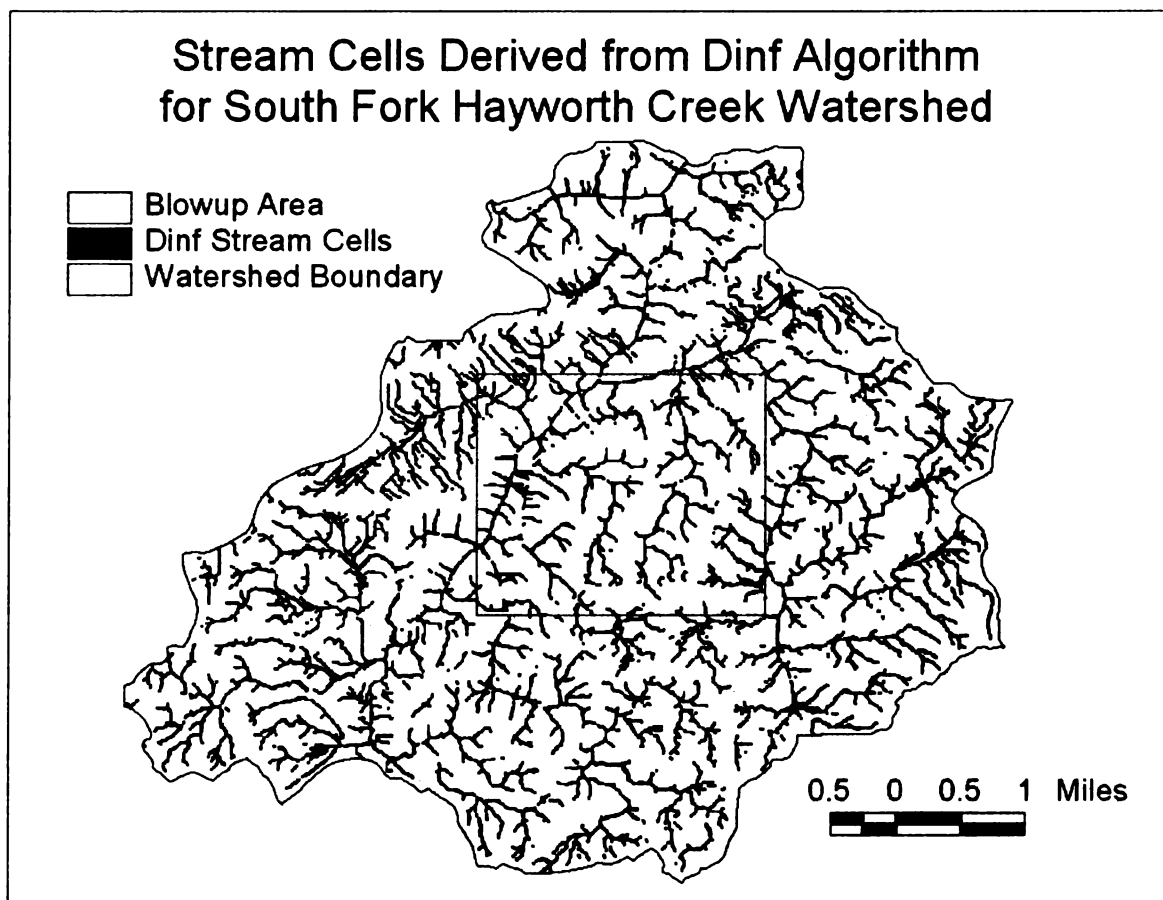 Stream Cells Derived from Dinf Algorithm
for South Fork Hayworth Creek Watershed
Blowup Area
Dinf Stream Cells
Watershed Boundary
0.5 0 0.5 1 Miles